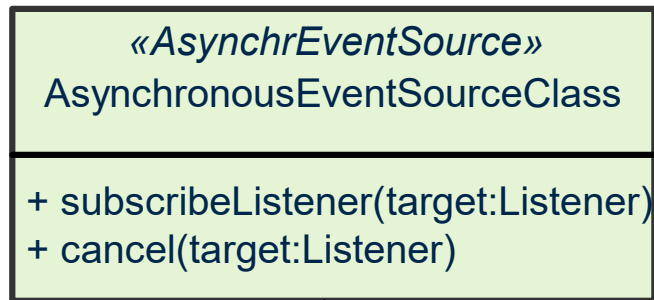 «AsynchrEventSource»
AsynchronousEventSourceClass
+ subscribeListener(target:Listener)
+ cancel(target:Listener)